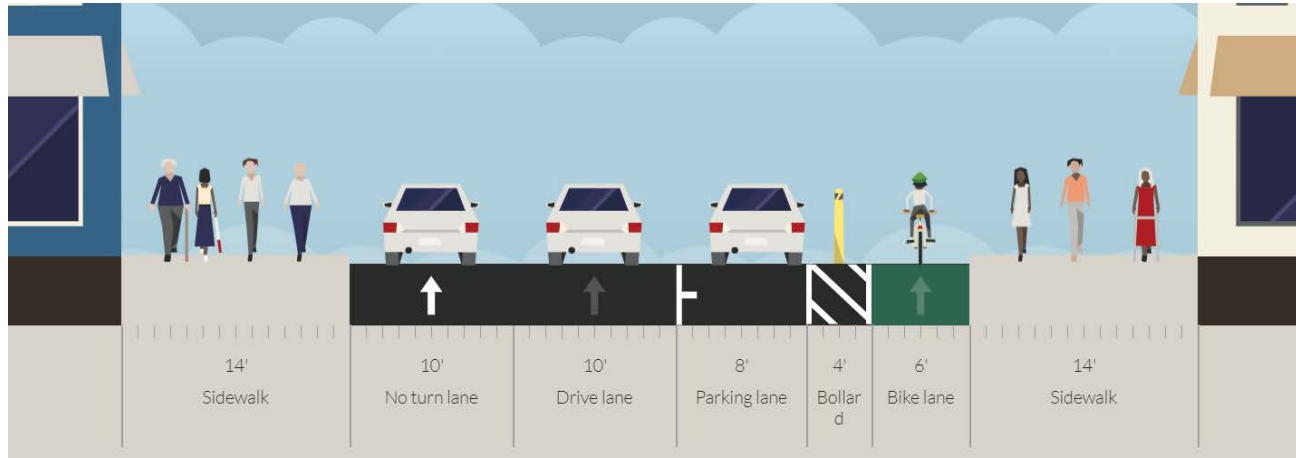 14' 10' 10' 8' 4' 6' 14'
Sidewalk No turn lane Drive lane Parking lane Bollar Bike lane Sidewalk
d